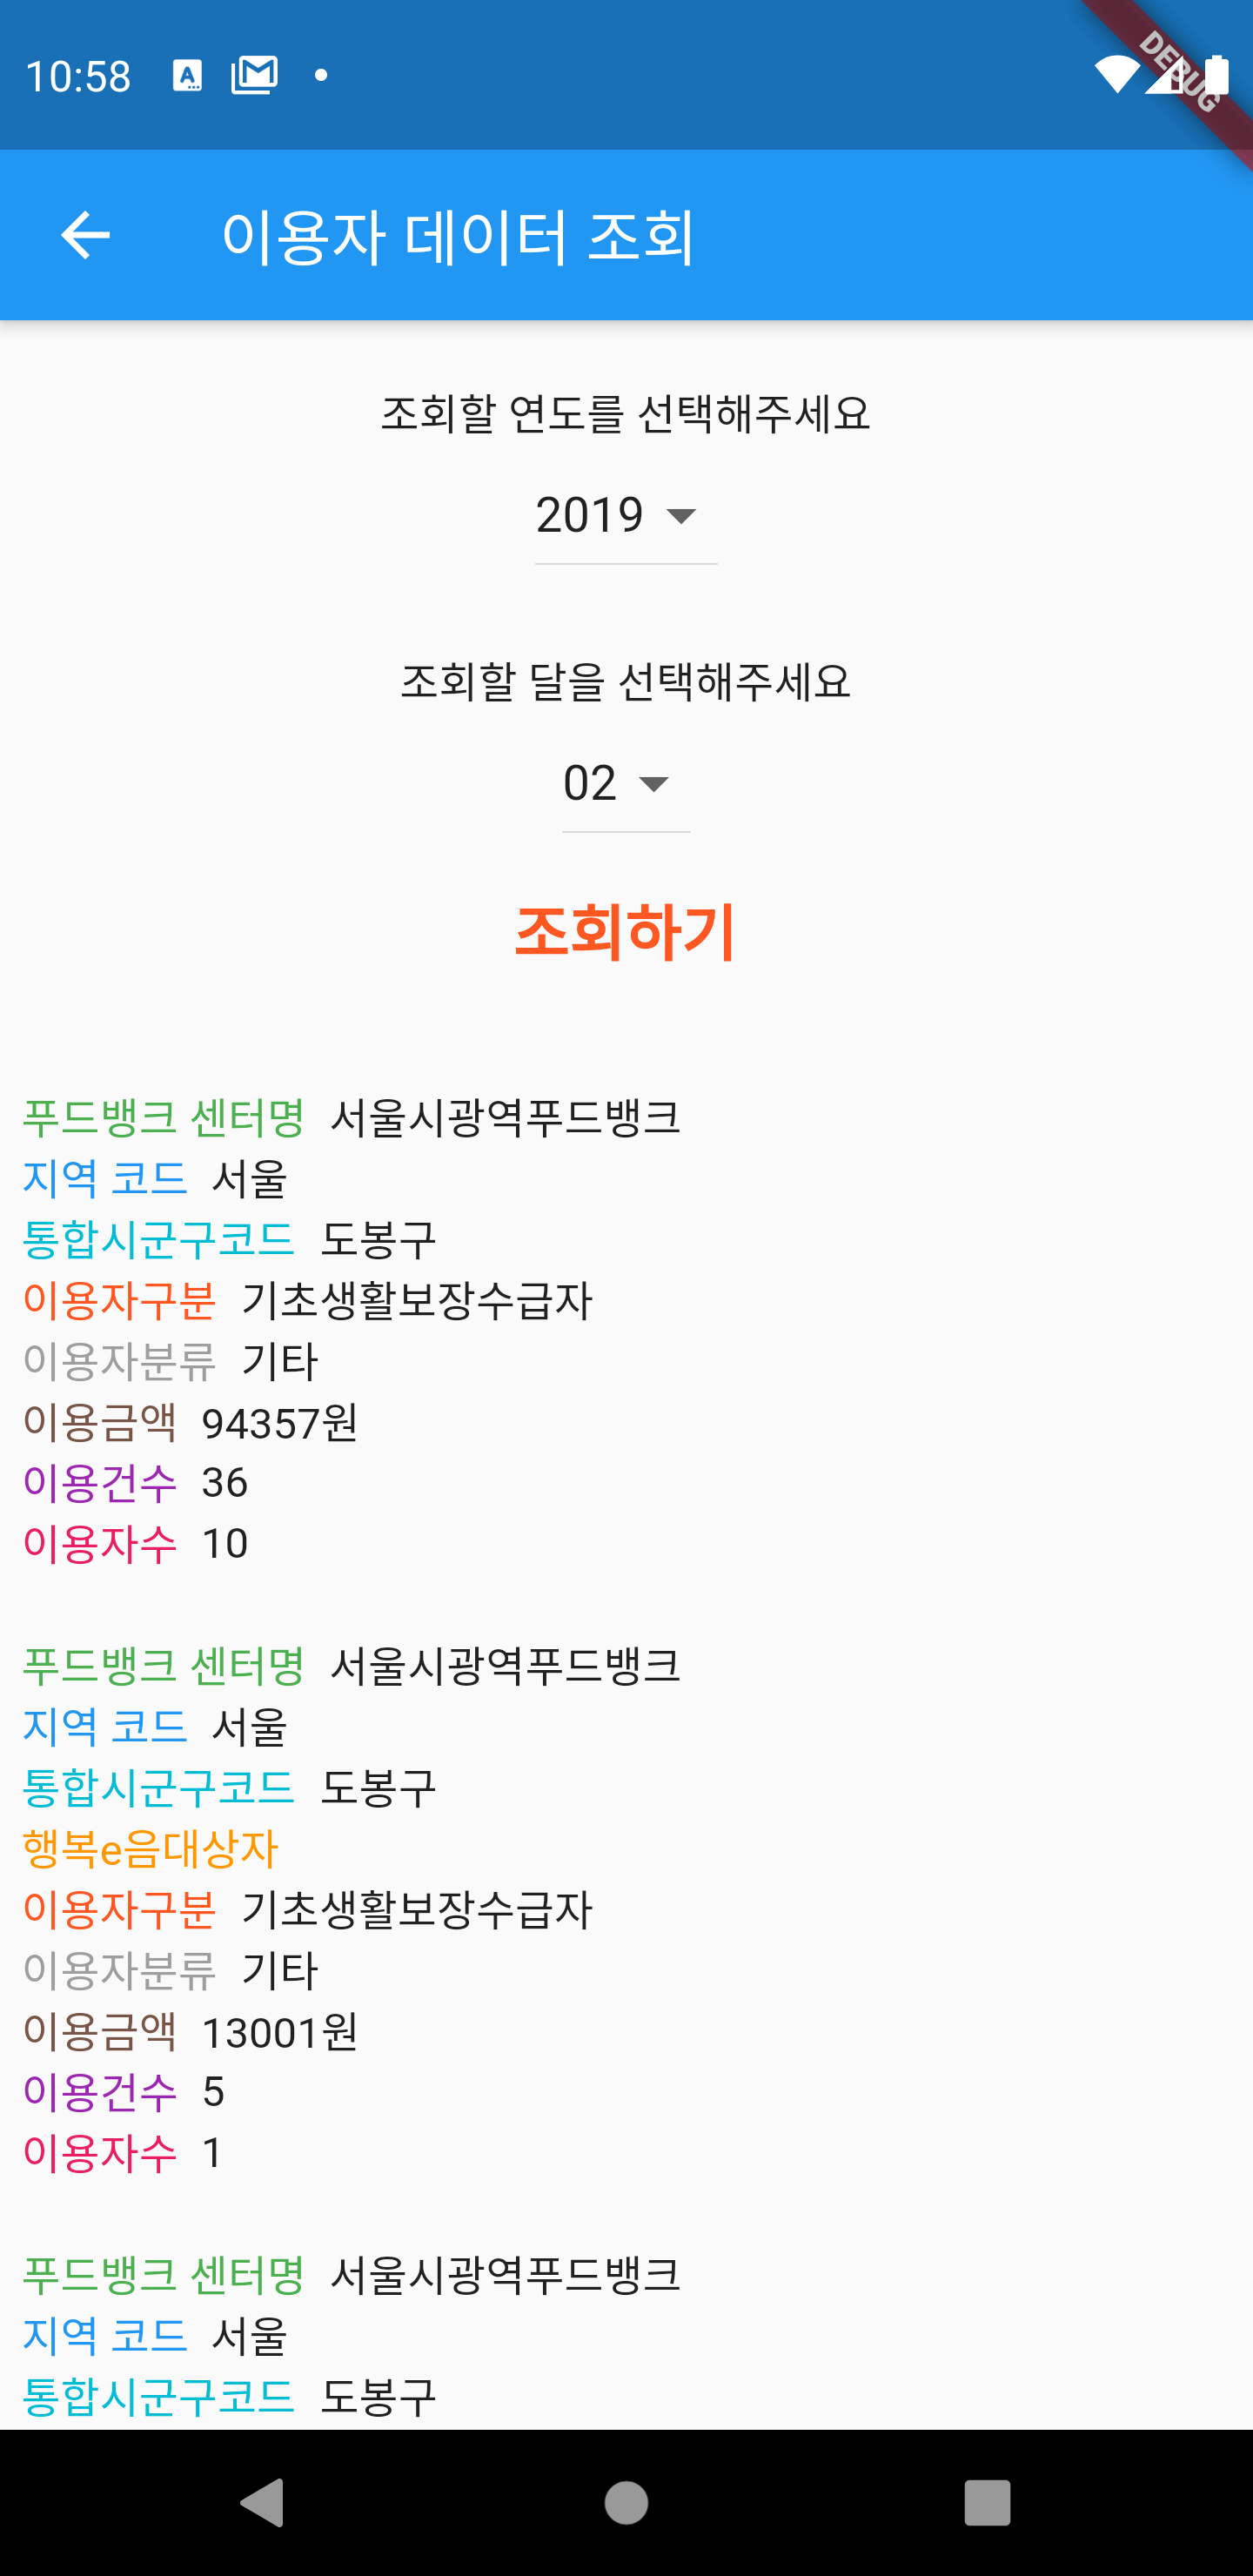 10:58
DEBUG
이용자 데이터 조회
조회할 연도를 선택해주세요
2019
조회할 달을 선택해주세요
02
조회하기
푸드뱅크 센터명 서울시광역푸드뱅크
지역 코드 서울
통합시군구코드 도봉구
이용자구분 기초생활보장수급자
이용자분류 기타
이용금액 94357원
이용건수 36
이용자수 10
푸드뱅크 센터명 서울시광역푸드뱅크
지역 코드 서울
통합시군구코드 도봉구
행복e음대상자
이용자구분 기초생활보장수급자
이용자분류 기타
이용금액 13001원
이용건수 5
이용자수 1
푸드뱅크 센터명 서울시광역푸드뱅크
지역 코드 서울
통합시군구코드 도봉구